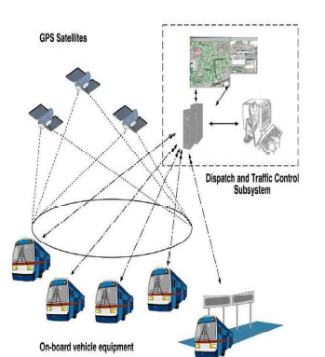 GPS Satellites
Dispatch and Traffic Control
Subsystem
On-board vehicle equipment